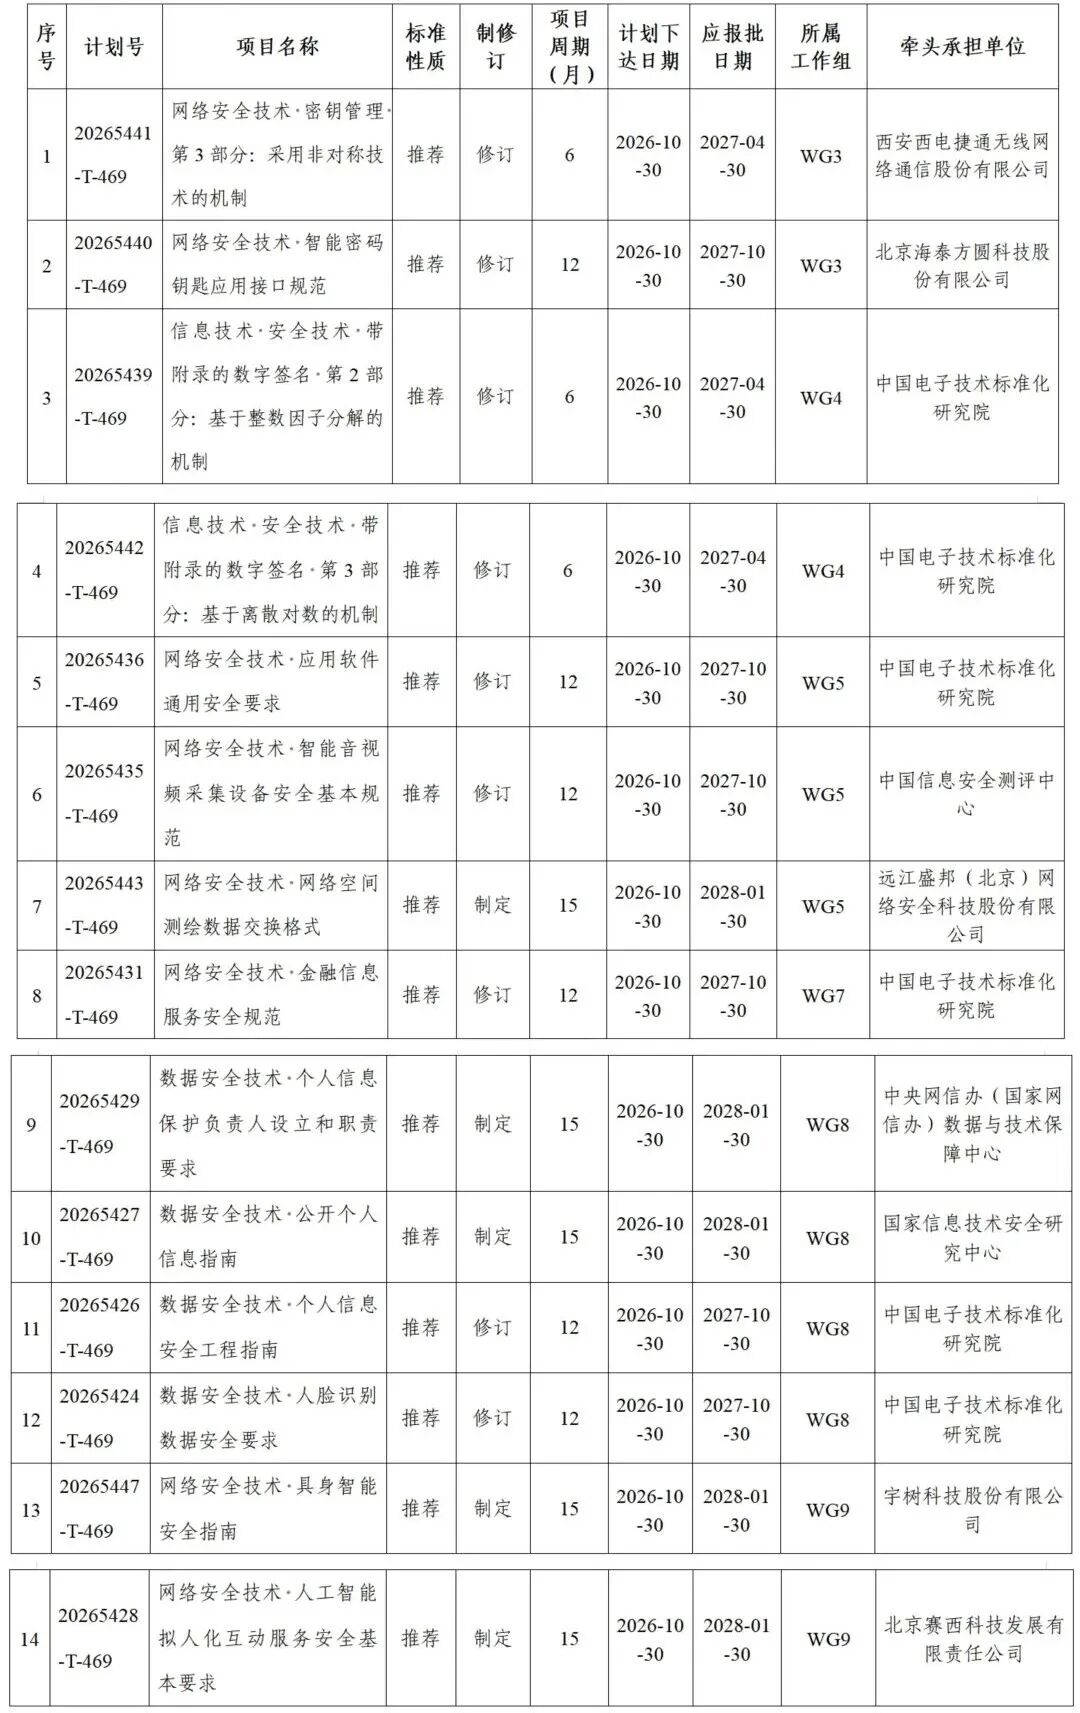 序号 计划号 项目名称 标准性质 制修订 项目周期（月） 计划下达日期 应报批日期 所属工作组 牵头承担单位
1 20265441-T-469 网络安全技术·密钥管理·第3部分：采用非对称技术的机制 推荐 修订 6 2026-10-30 2027-04-30 WG3 西安西电捷通无线网络通信股份有限公司
2 20265440-T-469 网络安全技术·智能密码钥匙应用接口规范 推荐 修订 12 2026-10-30 2027-10-30 WG3 北京海泰方圆科技股份有限公司
3 20265439-T-469 信息技术·安全技术·带附录的数字签名·第2部分：基于整数因子分解的机制 推荐 修订 6 2026-10-30 2027-04-30 WG4 中国电子技术标准化研究院
4 20265442-T-469 信息技术·安全技术·带附录的数字签名·第3部分：基于离散对数的机制 推荐 修订 6 2026-10-30 2027-04-30 WG4 中国电子技术标准化研究院
5 20265436-T-469 网络安全技术·应用软件通用安全要求 推荐 修订 12 2026-10-30 2027-10-30 WG5 中国电子技术标准化研究院
6 20265435-T-469 网络安全技术·智能音视频采集设备安全基本规范 推荐 修订 12 2026-10-30 2027-10-30 WG5 中国信息安全测评中心
7 20265443-T-469 网络安全技术·网络空间测绘数据交换格式 推荐 制定 15 2026-10-30 2028-01-30 WG5 远江盛邦（北京）网络安全科技股份有限公司
8 20265431-T-469 网络安全技术·金融信息服务安全规范 推荐 修订 12 2026-10-30 2027-10-30 WG7 中国电子技术标准化研究院
9 20265429-T-469 数据安全技术·个人信息保护负责人设立和职责要求 推荐 制定 15 2026-10-30 2028-01-30 WG8 中央网信办（国家网信办）数据与技术保障中心
10 20265427-T-469 数据安全技术·公开个人信息指南 推荐 制定 15 2026-10-30 2028-01-30 WG8 国家信息技术安全研究中心
11 20265426-T-469 数据安全技术·个人信息安全工程指南 推荐 修订 12 2026-10-30 2027-10-30 WG8 中国电子技术标准化研究院
12 20265424-T-469 数据安全技术·人脸识别数据安全要求 推荐 修订 12 2026-10-30 2027-10-30 WG8 中国电子技术标准化研究院
13 20265447-T-469 网络安全技术·具身智能安全指南 推荐 制定 15 2026-10-30 2028-01-30 WG9 宇树科技股份有限公司
14 20265428-T-469 网络安全技术·人工智能拟人化互动服务安全基本要求 推荐 制定 15 2026-10-30 2028-01-30 WG9 北京赛西科技发展有限责任公司